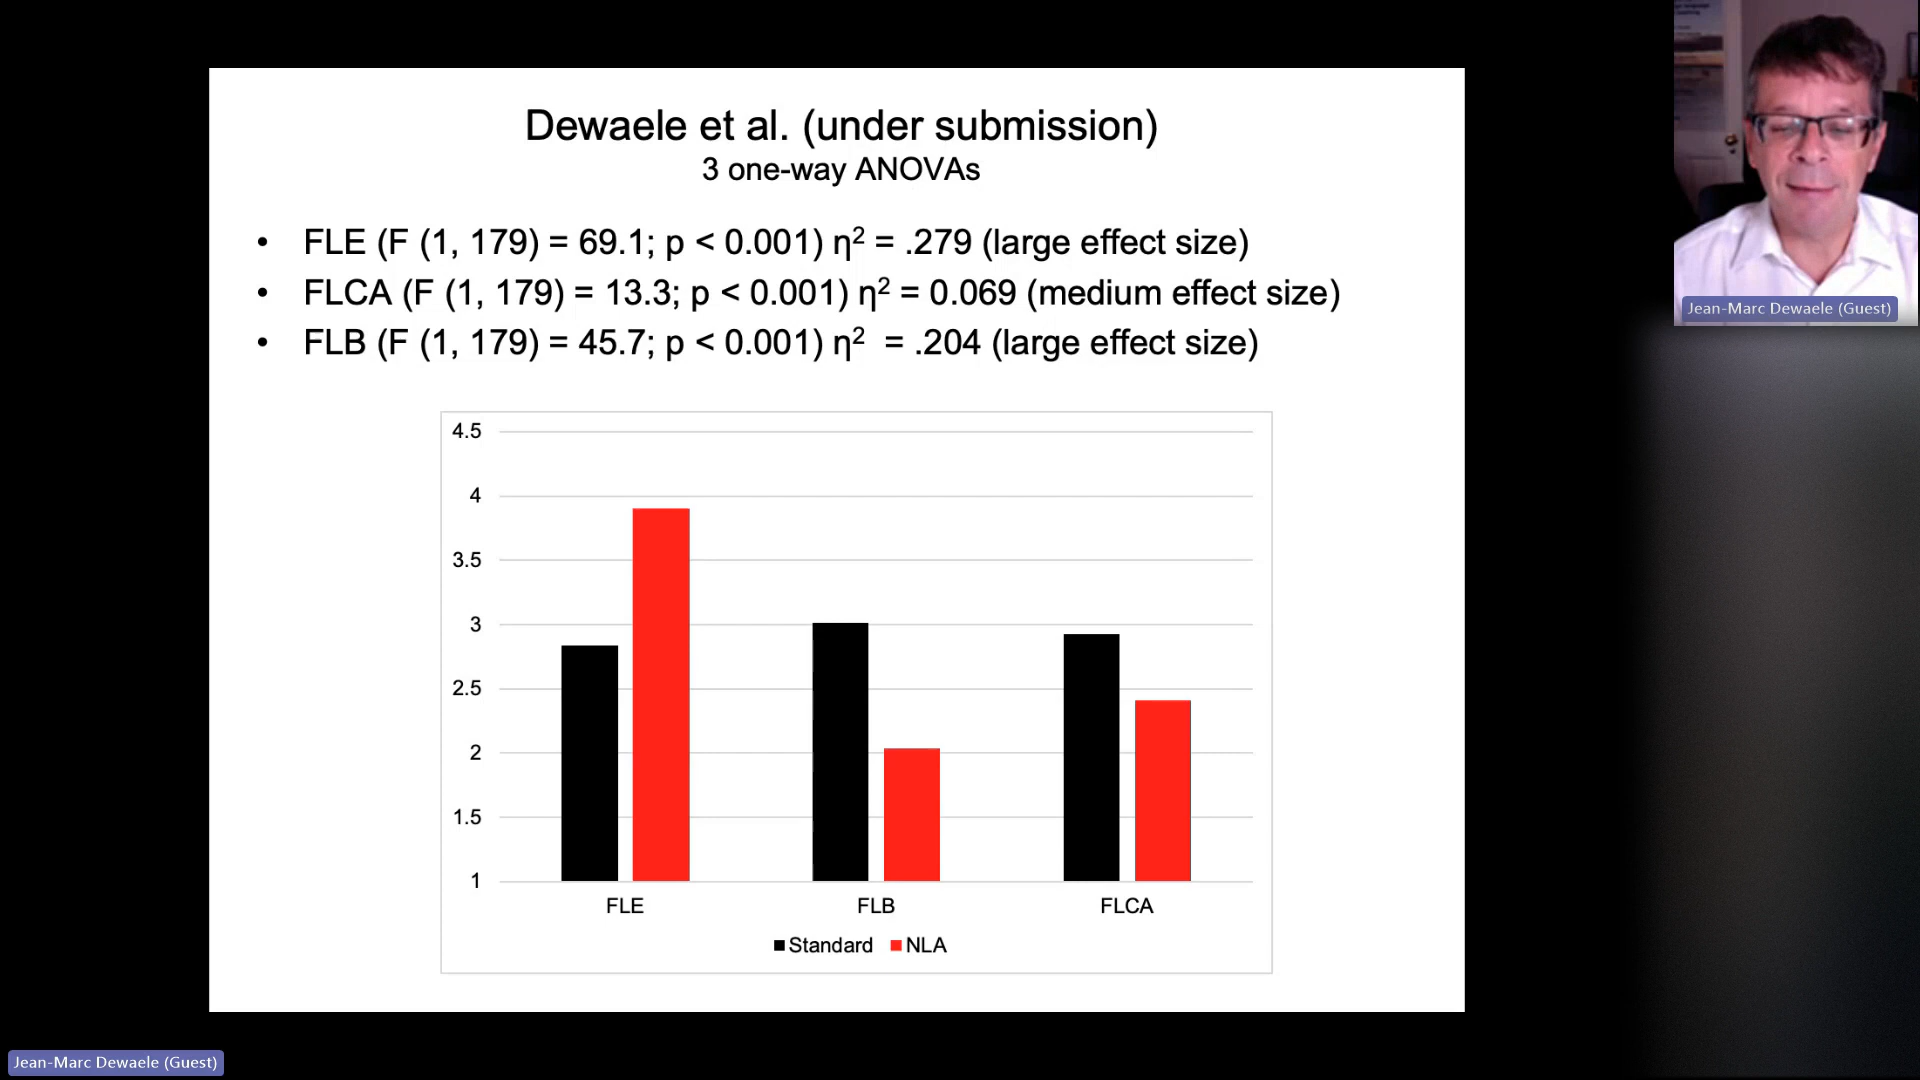 Dewaele et al. (under submission)
3 one-way ANOVAs
• FLE (F (1, 179) = 69.1; p < 0.001) η² = .279 (large effect size)
• FLCA (F (1, 179) = 13.3; p < 0.001) η² = 0.069 (medium effect size)
• FLB (F (1, 179) = 45.7; p < 0.001) η² = .204 (large effect size)
4.5
4
3.5
3
2.5
2
1.5
1
FLE FLB FLCA
Standard NLA
Jean-Marc Dewaele (Guest)
Jean-Marc Dewaele (Guest)